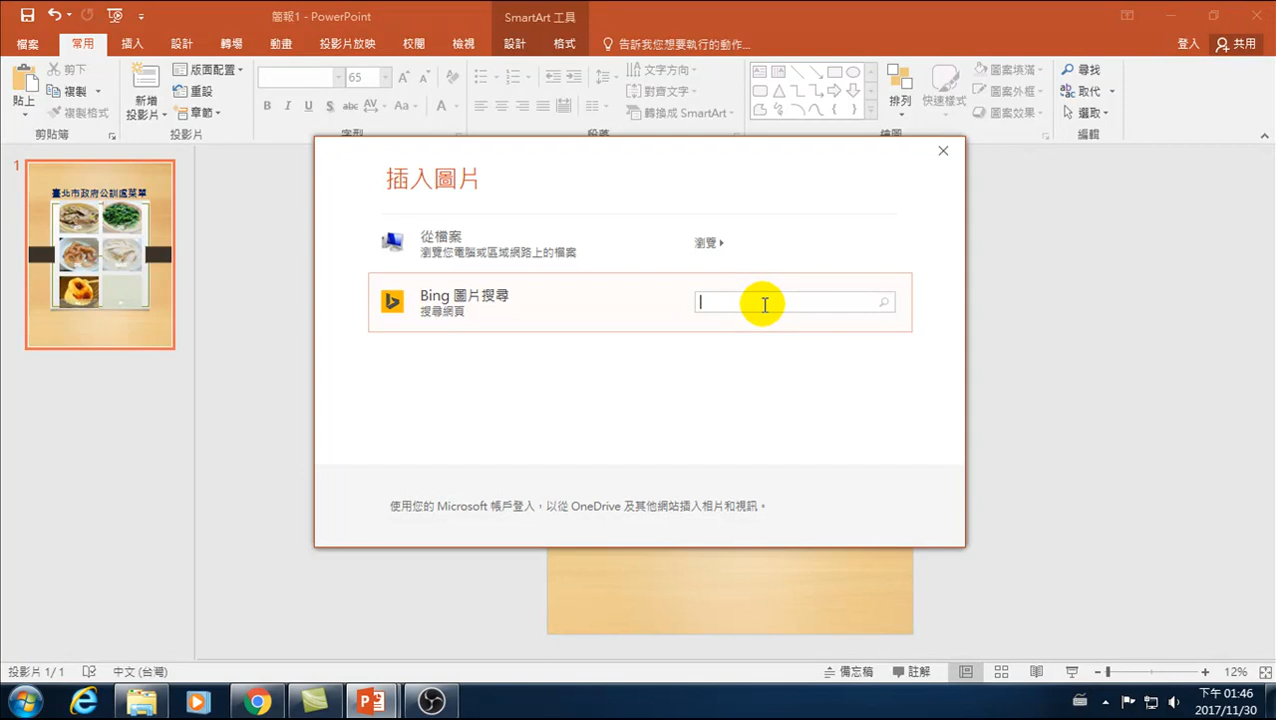 簡報1 - PowerPoint
SmartArt 工具
檔案 常用 插入 設計 轉場 動畫 投影片放映 校閱 檢視 設計 格式 告訴我您想要執行的動作... 登入 共用
貼上 剪下 複製 複製格式
新增投影片 版面配置 重設 章節
65
B I U S abc AV Aa A
文字方向 對齊文字 轉換成 SmartArt
排列 快速樣式 圖案填滿 圖案外框 圖案效果
尋找 取代 選取
剪貼簿 投影片 字型 段落 繪圖 編輯
1
臺北市政府公訓處菜單
插入圖片
從檔案
瀏覽您電腦或區域網路上的檔案
瀏覽
Bing 圖片搜尋
搜尋網頁
使用您的 Microsoft 帳戶登入，以從 OneDrive 及其他網站插入相片和視訊。
投影片 1/1 中文 (台灣) 備忘稿 註解 12%
下午 01:46
2017/11/30